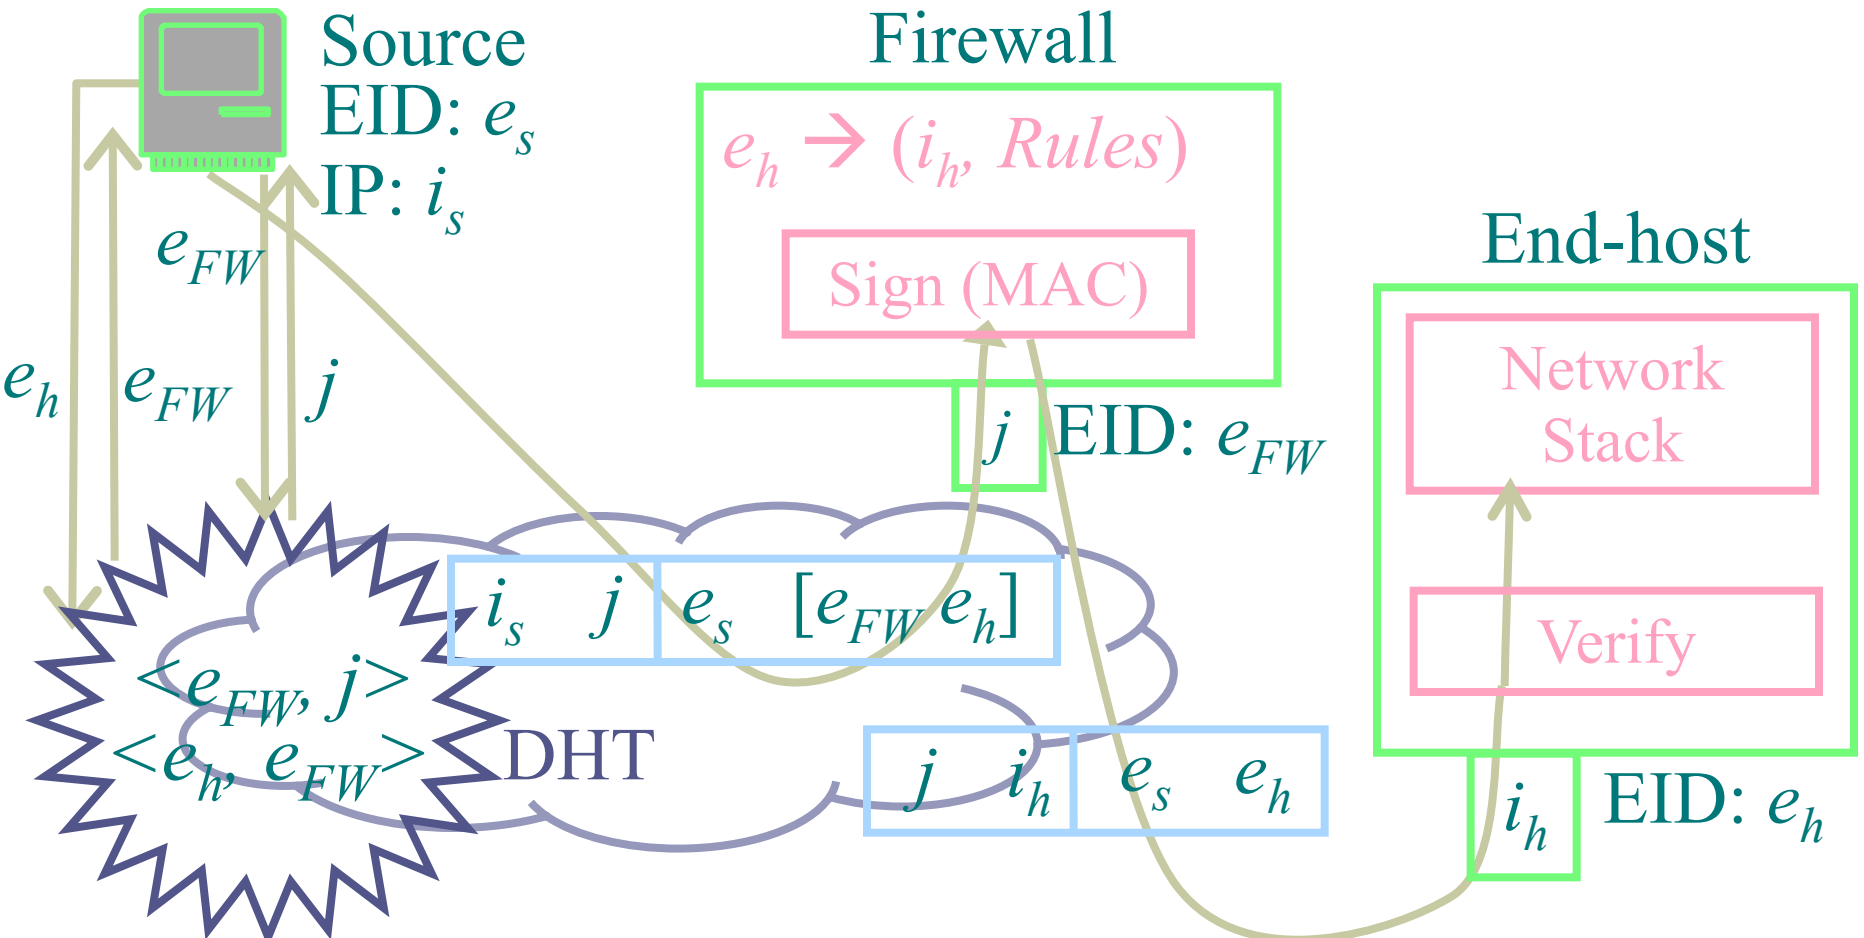 Source
EID: e_s
IP: i_s
Firewall
e_h → (i_h, Rules)
Sign (MAC)
j
EID: e_FW
End-host
Network
Stack
Verify
i_h
EID: e_h
e_FW
e_h
e_FW
j
i_s j e_s [e_FW e_h]
<e_FW, j>
<e_h, e_FW>
DHT
j i_h e_s e_h